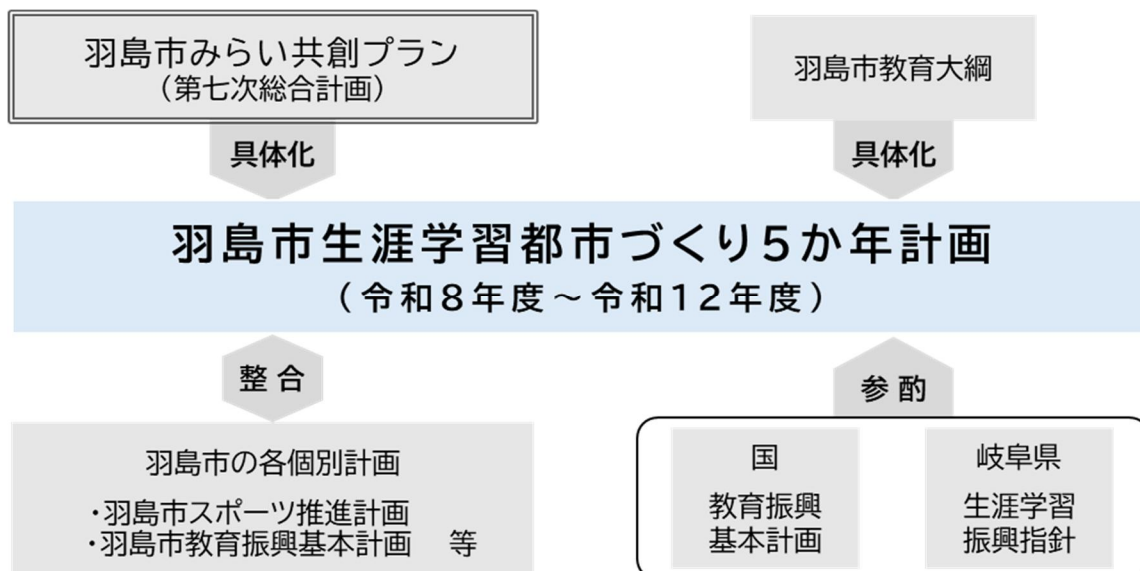 羽島市みらい共創プラン
（第七次総合計画）
羽島市教育大綱
具体化
具体化
羽島市生涯学習都市づくり5か年計画
（令和8年度～令和12年度）
整合
参酌
羽島市の各個別計画
・羽島市スポーツ推進計画
・羽島市教育振興基本計画　等
国
教育振興
基本計画
岐阜県
生涯学習
振興指針